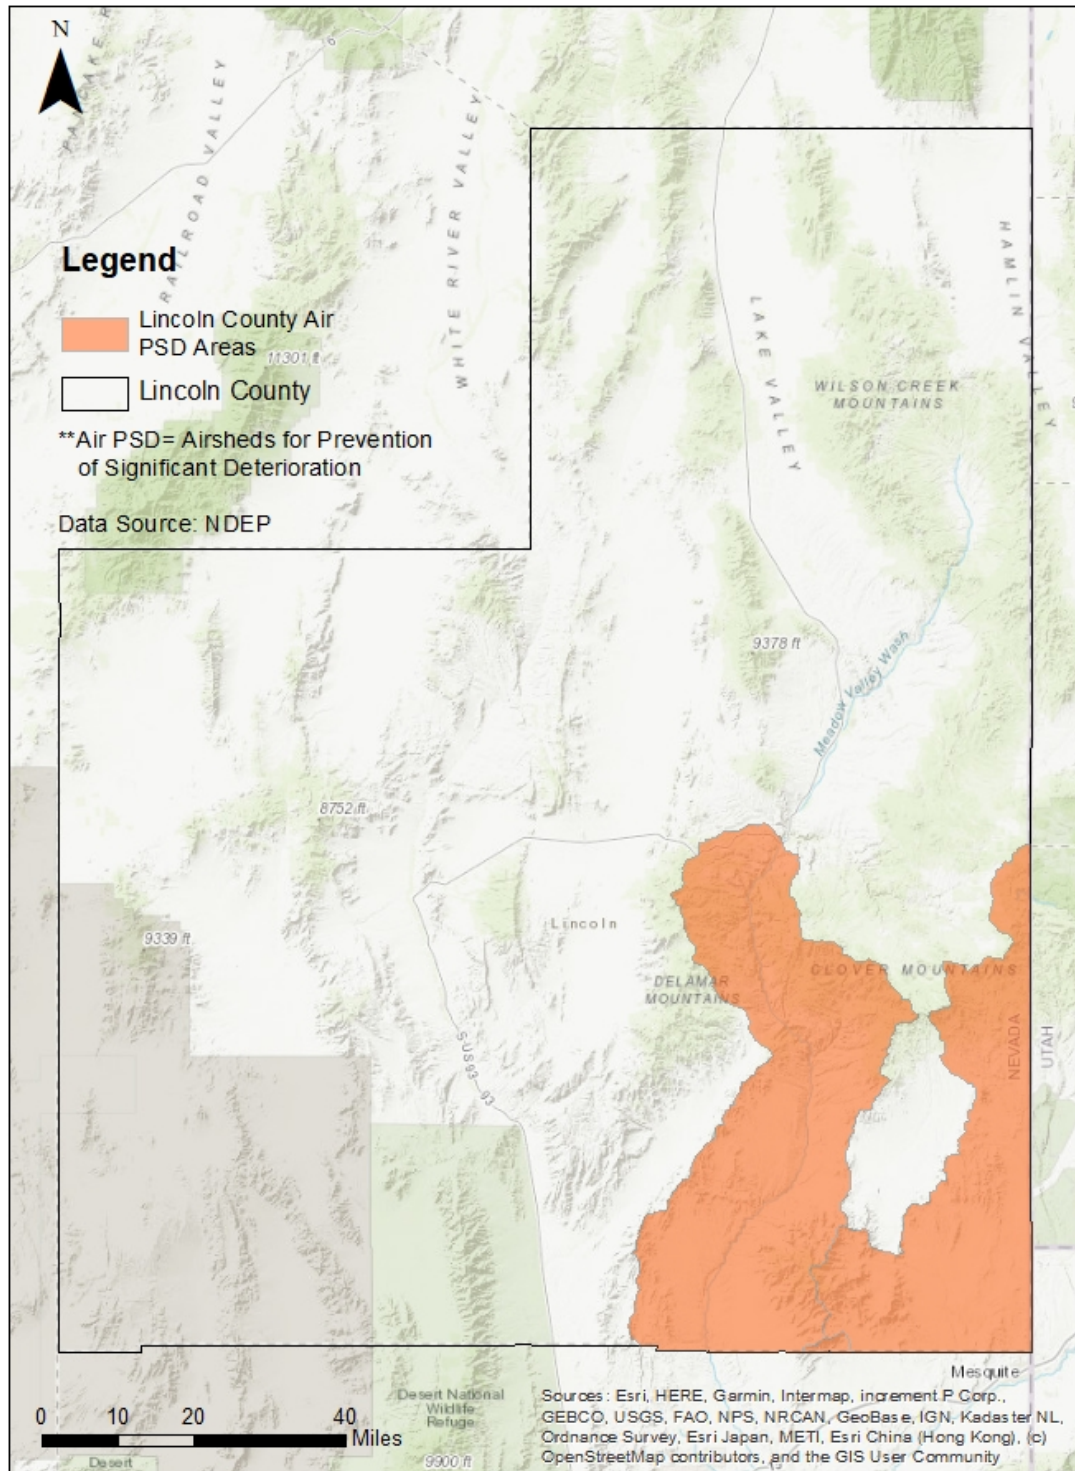 N
RAILROAD VALLEY
WHITE RIVER VALLEY
HAMLIN VALLEY
LAKE VALLEY
Legend
Lincoln County Air
PSD Areas
11301 ft
Lincoln County
WILSON CREEK
MOUNTAINS
**Air PSD= Airsheds for Prevention
of Significant Deterioration
Data Source: NDEP
9378 ft
Meadow Valley Wash
8752 ft
Lincoln
9339 ft
DELAMAR
MOUNTAINS
CLOVER MOUNTAINS
NEVADA
UTAH
S US93 93
Mesquite
Desert National
Wildlife
Refuge
0 10 20 40
Miles
Desert
9900 ft
Sources: Esri, HERE, Garmin, Intermap, increment P Corp.,
GEBCO, USGS, FAO, NPS, NRCAN, GeoBase, IGN, Kadaster NL,
Ordnance Survey, Esri Japan, METI, Esri China (Hong Kong), (c)
OpenStreetMap contributors, and the GIS User Community